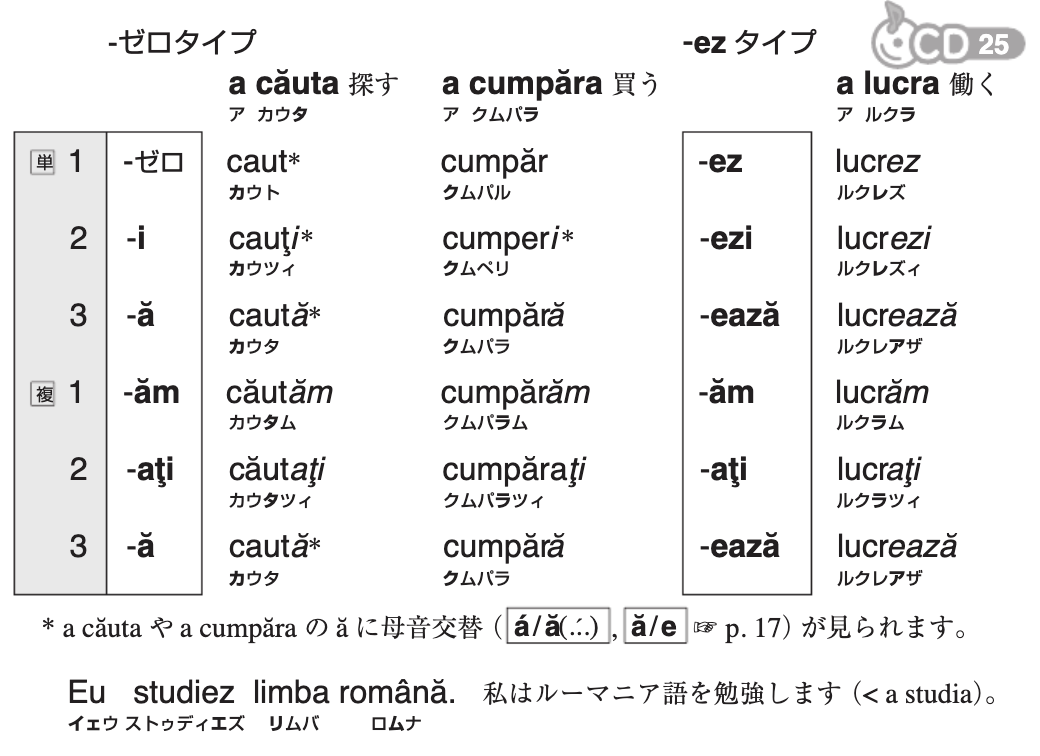 -ゼロタイプ -ez タイプ CD 25
a căuta 探す a cumpăra 買う a lucra 働く
ア カウタ ア クムパラ ア ルクラ
単 1 -ゼロ caut* cumpăr -ez lucrez
カウト クムパル ルクレズ
2 -i cauţi* cumperi* -ezi lucrezi
カウツィ クムペリ ルクレズィ
3 -ă caută* cumpără -ează lucrează
カウタ クムパラ ルクレアザ
複 1 -ăm căutăm cumpărăm -ăm lucrăm
カウタム クムパラム ルクラム
2 -aţi căutaţi cumpăraţi -aţi lucraţi
カウタツィ クムパラツィ ルクラツィ
3 -ă caută* cumpără -ează lucrează
カウタ クムパラ ルクレアザ
* a căuta や a cumpăra の ă に母音交替（á/ă(..́.), ă/e ☞ p. 17）が見られます。
Eu studiez limba română. 私はルーマニア語を勉強します（< a studia）。
イェウ ストゥディエズ リムバ ロムナ